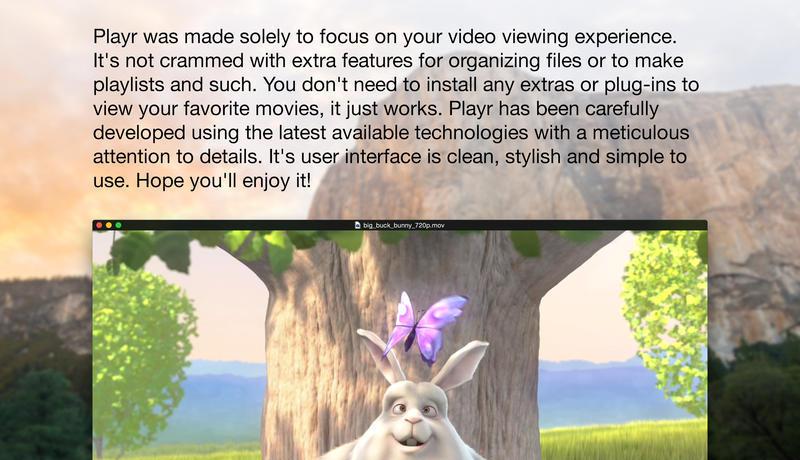 Playr was made solely to focus on your video viewing experience.
It's not crammed with extra features for organizing files or to make
playlists and such. You don't need to install any extras or plug-ins to
view your favorite movies, it just works. Playr has been carefully
developed using the latest available technologies with a meticulous
attention to details. It's user interface is clean, stylish and simple to
use. Hope you'll enjoy it!
big_buck_bunny_720p.mov